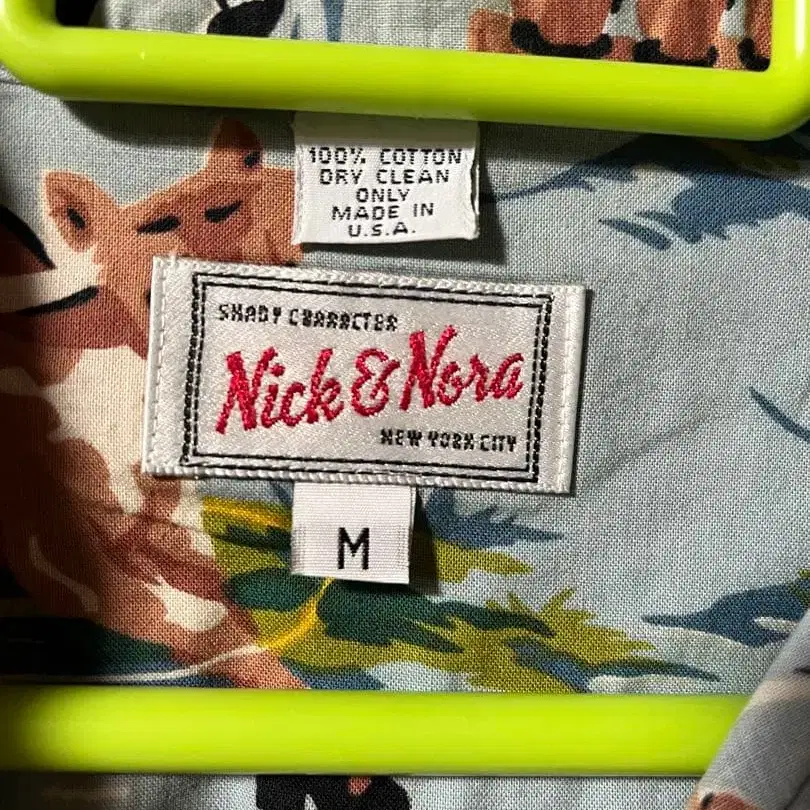 100% COTTON
DRY CLEAN
ONLY
MADE IN
U.S.A.
SHADY CHARACTER
Nick & Nora
NEW YORK CITY
M